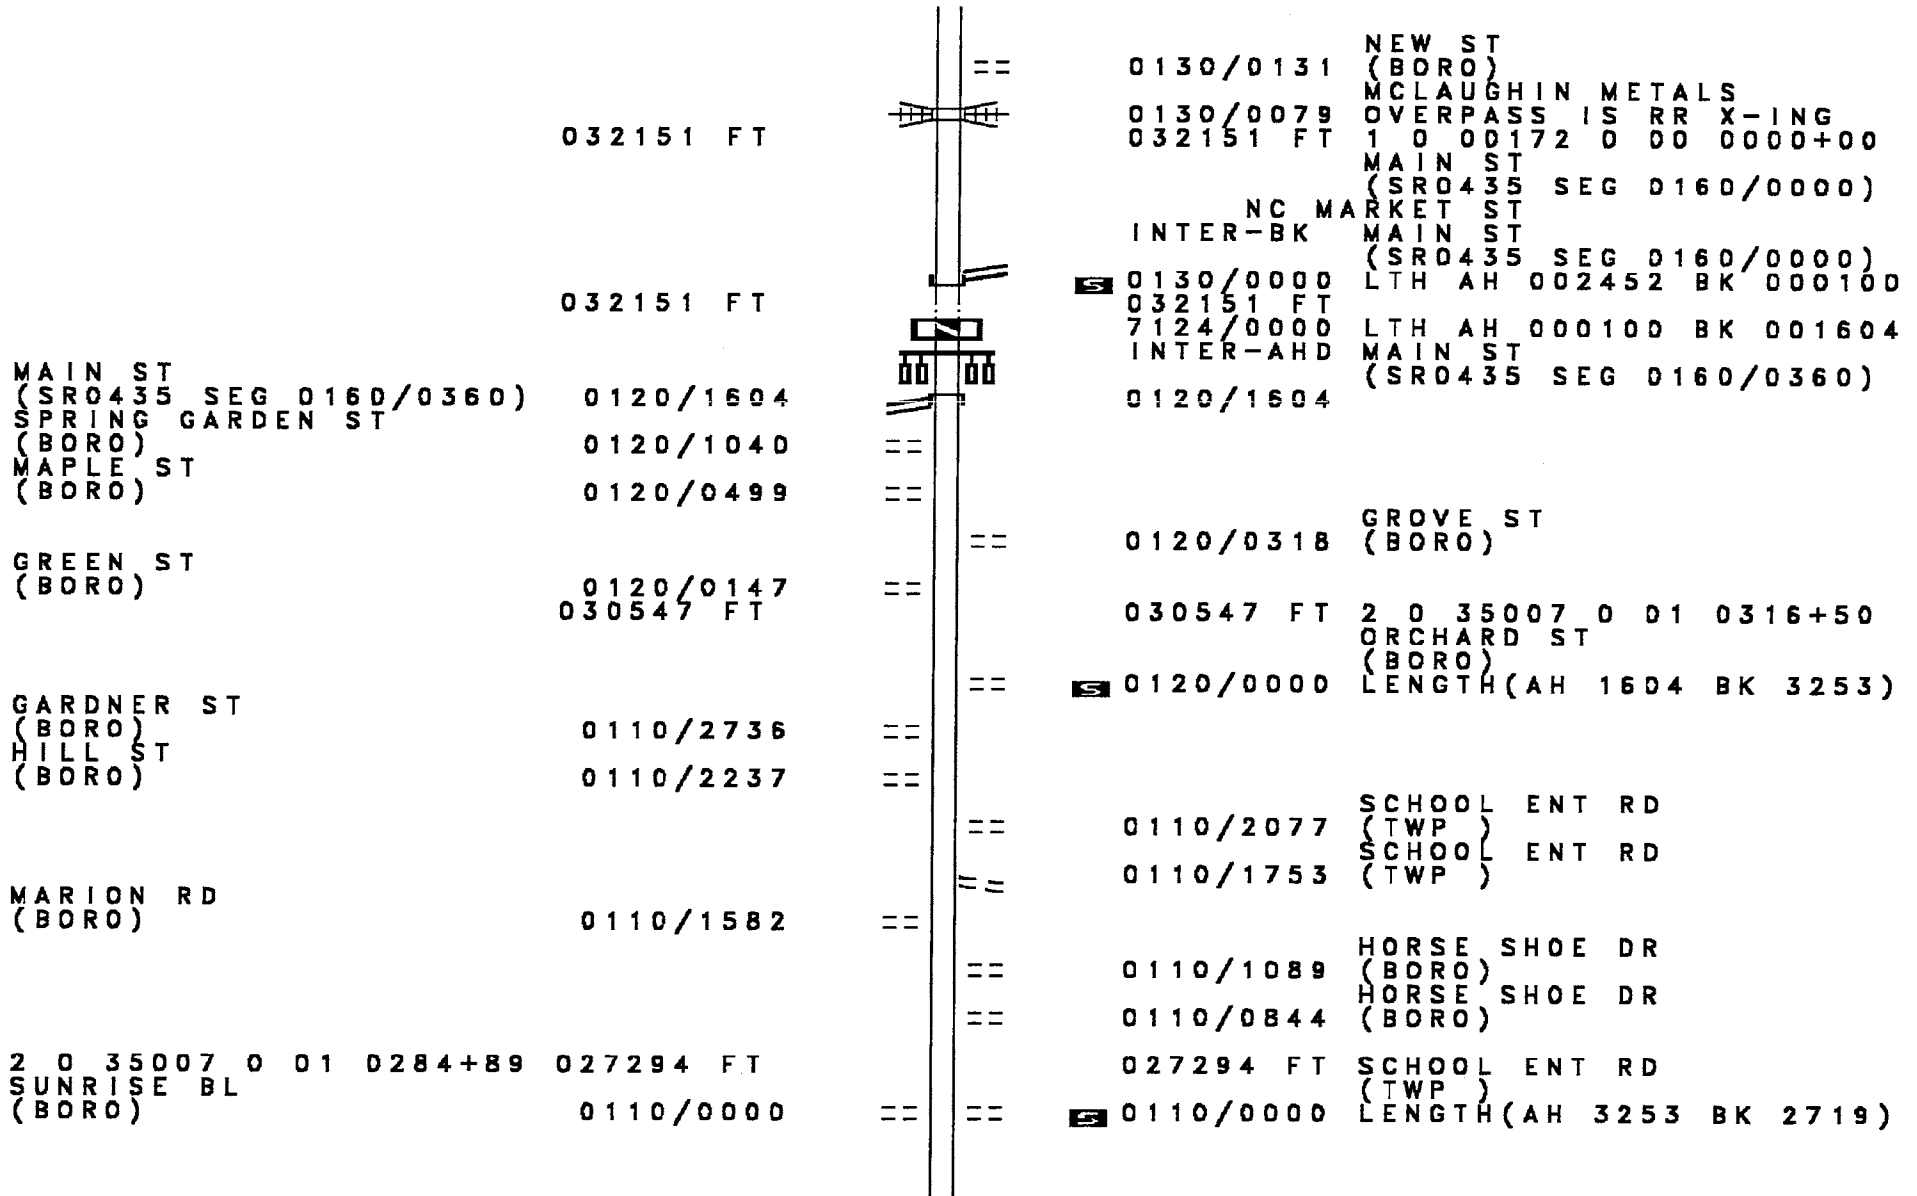 NEW ST
0130/0131 (BORO)
MCLAUGHIN METALS
0130/0079 OVERPASS IS RR X-ING
032151 FT 032151 FT 1 0 00172 0 00 0000+00
MAIN ST
(SR0435 SEG 0160/0000)
NC MARKET ST
INTER-BK MAIN ST
(SR0435 SEG 0160/0000)
S 0130/0000 LTH AH 002452 BK 000100
032151 FT 032151 FT
7124/0000 LTH AH 000100 BK 001604
INTER-AHD MAIN ST
MAIN ST
(SR0435 SEG 0160/0360)
(SR0435 SEG 0160/0360) 0120/1604 0120/1604
SPRING GARDEN ST
(BORO) 0120/1040
MAPLE ST
(BORO) 0120/0499
GROVE ST
0120/0318 (BORO)
GREEN ST
(BORO) 0120/0147
030547 FT 030547 FT 2 0 35007 0 01 0316+50
ORCHARD ST
(BORO)
S 0120/0000 LENGTH(AH 1604 BK 3253)
GARDNER ST
(BORO) 0110/2736
HILL ST
(BORO) 0110/2237
SCHOOL ENT RD
0110/2077 (TWP )
SCHOOL ENT RD
0110/1753 (TWP )
MARION RD
(BORO) 0110/1582
HORSE SHOE DR
0110/1089 (BORO)
HORSE SHOE DR
0110/0844 (BORO)
2 0 35007 0 01 0284+89 027294 FT 027294 FT SCHOOL ENT RD
SUNRISE BL (TWP )
(BORO) 0110/0000 S 0110/0000 LENGTH(AH 3253 BK 2719)